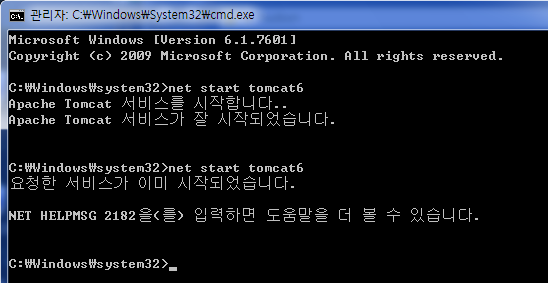 관리자: C:₩Windows₩System32₩cmd.exe
Microsoft Windows [Version 6.1.7601]
Copyright (c) 2009 Microsoft Corporation. All rights reserved.
C:₩Windows₩system32>net start tomcat6
Apache Tomcat 서비스를 시작합니다..
Apache Tomcat 서비스가 잘 시작되었습니다.
C:₩Windows₩system32>net start tomcat6
요청한 서비스가 이미 시작되었습니다.
NET HELPMSG 2182을(를) 입력하면 도움말을 더 볼 수 있습니다.
C:₩Windows₩system32>_